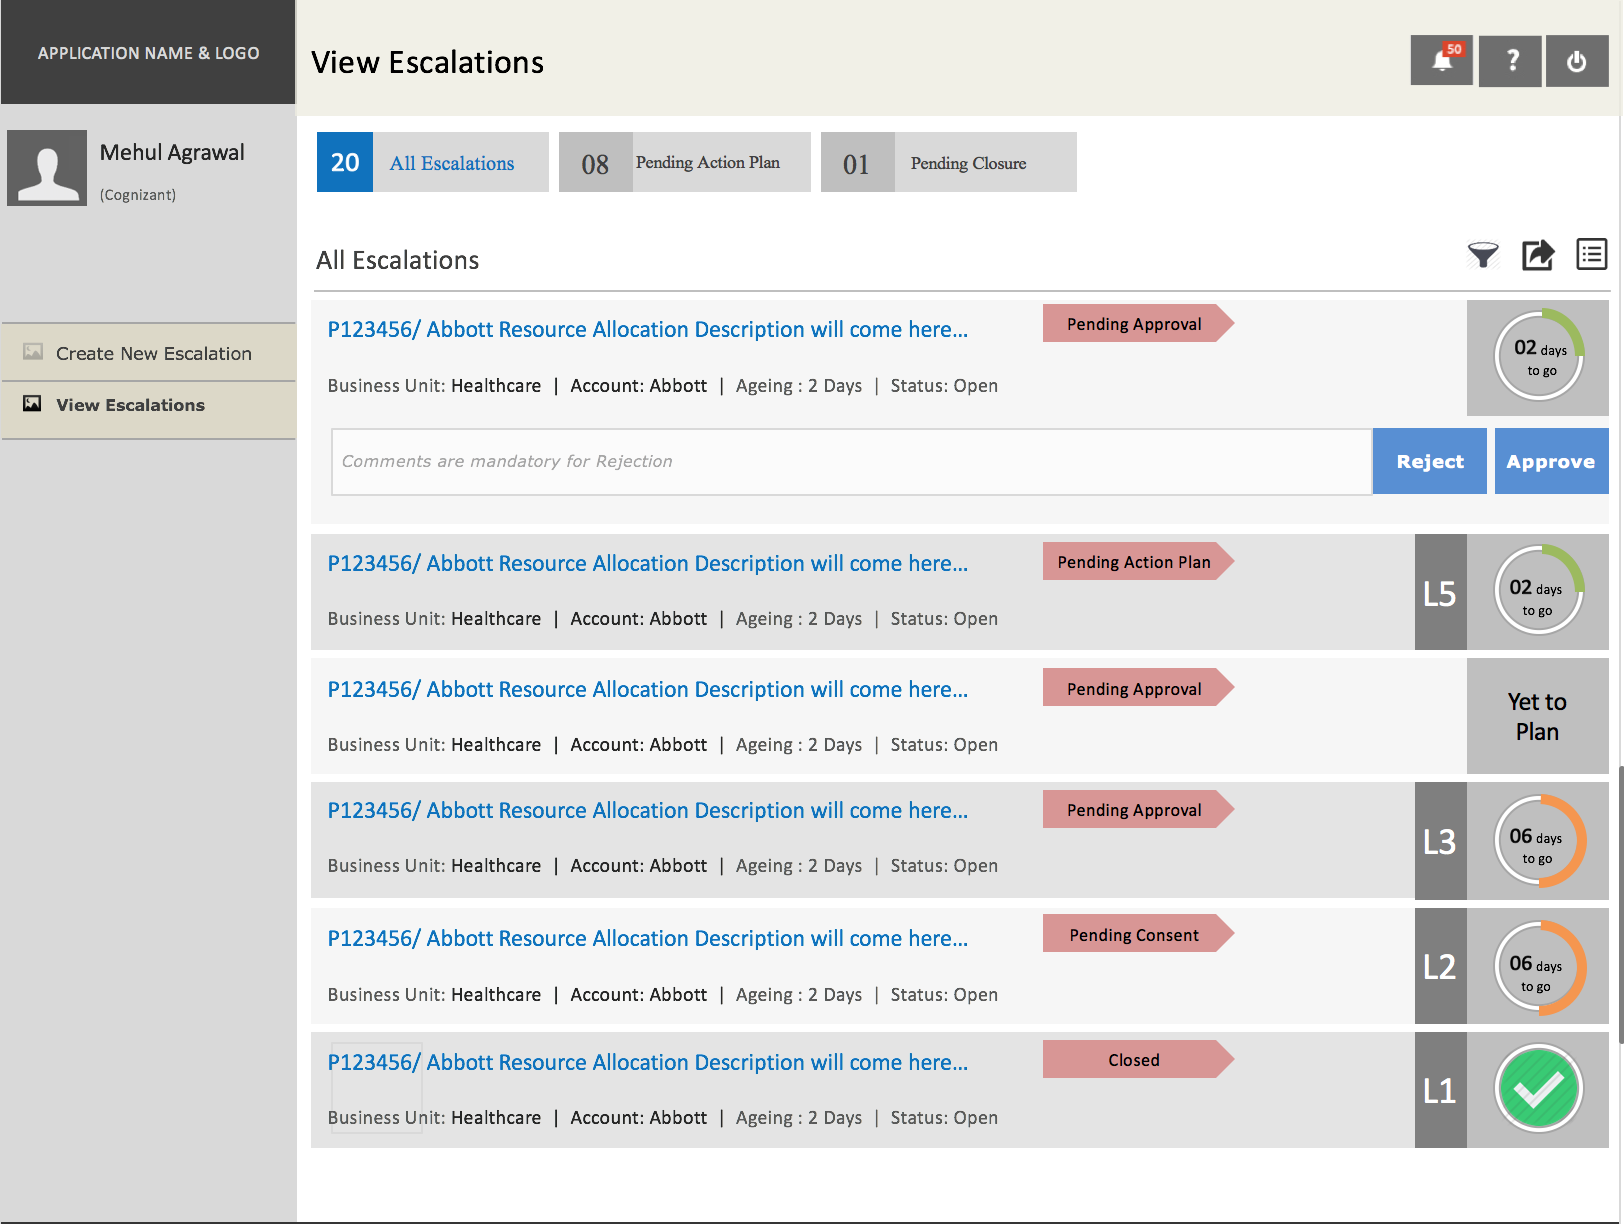 APPLICATION NAME & LOGO
View Escalations
50
?
Mehul Agrawal
(Cognizant)
20 All Escalations
08 Pending Action Plan
01 Pending Closure
All Escalations
Create New Escalation
View Escalations
P123456/ Abbott Resource Allocation Description will come here...
Pending Approval
02 days
to go
Business Unit: Healthcare | Account: Abbott | Ageing : 2 Days | Status: Open
Comments are mandatory for Rejection
Reject
Approve
P123456/ Abbott Resource Allocation Description will come here...
Pending Action Plan
L5
02 days
to go
Business Unit: Healthcare | Account: Abbott | Ageing : 2 Days | Status: Open
P123456/ Abbott Resource Allocation Description will come here...
Pending Approval
Yet to
Plan
Business Unit: Healthcare | Account: Abbott | Ageing : 2 Days | Status: Open
P123456/ Abbott Resource Allocation Description will come here...
Pending Approval
L3
06 days
to go
Business Unit: Healthcare | Account: Abbott | Ageing : 2 Days | Status: Open
P123456/ Abbott Resource Allocation Description will come here...
Pending Consent
L2
06 days
to go
Business Unit: Healthcare | Account: Abbott | Ageing : 2 Days | Status: Open
P123456/ Abbott Resource Allocation Description will come here...
Closed
L1
Business Unit: Healthcare | Account: Abbott | Ageing : 2 Days | Status: Open